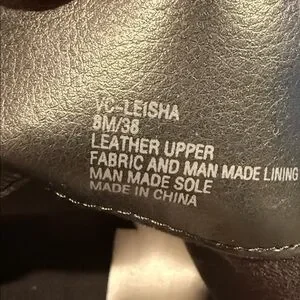 VC-LEISHA
8M/38
LEATHER UPPER
FABRIC AND MAN MADE LINING
MAN MADE SOLE
MADE IN CHINA